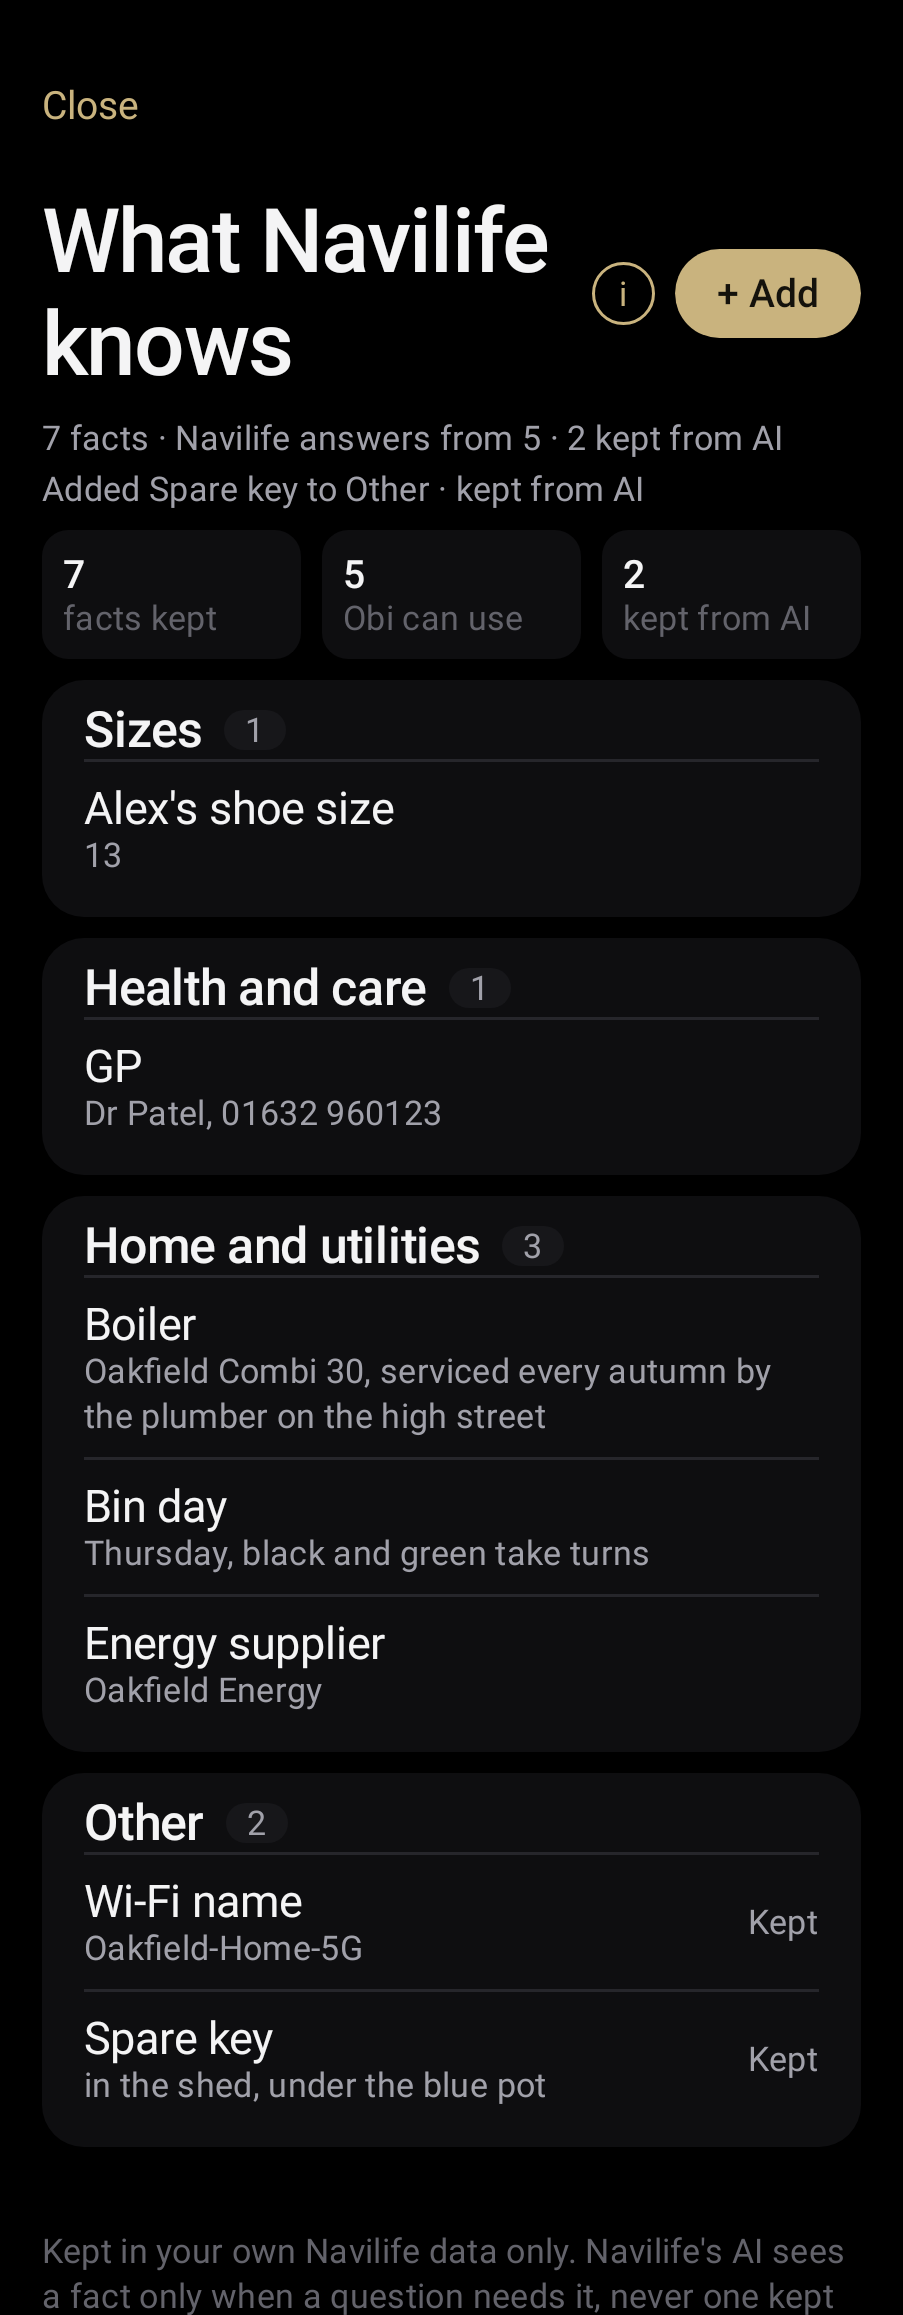 Close
What Navilife
knows
i
+ Add
7 facts · Navilife answers from 5 · 2 kept from AI
Added Spare key to Other · kept from AI
7
facts kept
5
Obi can use
2
kept from AI
Sizes 1
Alex's shoe size
13
Health and care 1
GP
Dr Patel, 01632 960123
Home and utilities 3
Boiler
Oakfield Combi 30, serviced every autumn by
the plumber on the high street
Bin day
Thursday, black and green take turns
Energy supplier
Oakfield Energy
Other 2
Wi-Fi name
Oakfield-Home-5G
Kept
Spare key
in the shed, under the blue pot
Kept
Kept in your own Navilife data only. Navilife's AI sees
a fact only when a question needs it, never one kept